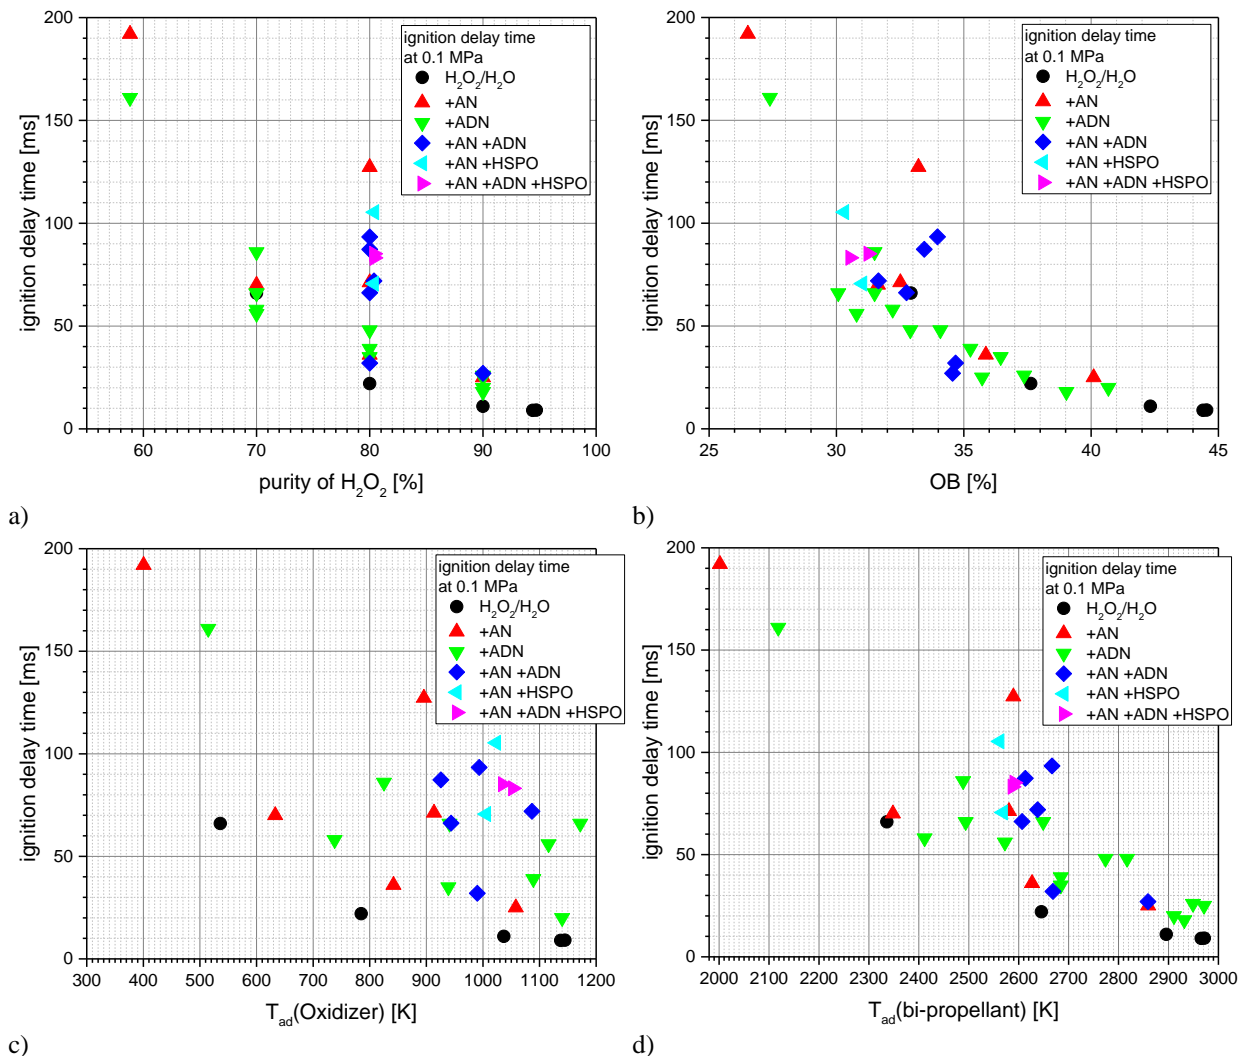 200
150
100
50
0
60
70
80
90
100
ignition delay time [ms]
purity of H₂O₂ [%]
ignition delay time
at 0.1 MPa
H₂O₂/H₂O
+AN
+ADN
+AN +ADN
+AN +HSPO
+AN +ADN +HSPO
a)
200
150
100
50
0
25
30
35
40
45
ignition delay time [ms]
OB [%]
ignition delay time
at 0.1 MPa
H₂O₂/H₂O
+AN
+ADN
+AN +ADN
+AN +HSPO
+AN +ADN +HSPO
b)
200
150
100
50
0
300 400 500 600 700 800 900 1000 1100 1200
ignition delay time [ms]
T_ad(Oxidizer) [K]
ignition delay time
at 0.1 MPa
H₂O₂/H₂O
+AN
+ADN
+AN +ADN
+AN +HSPO
+AN +ADN +HSPO
c)
200
150
100
50
0
2000 2100 2200 2300 2400 2500 2600 2700 2800 2900 3000
ignition delay time [ms]
T_ad(bi-propellant) [K]
ignition delay time
at 0.1 MPa
H₂O₂/H₂O
+AN
+ADN
+AN +ADN
+AN +HSPO
+AN +ADN +HSPO
d)